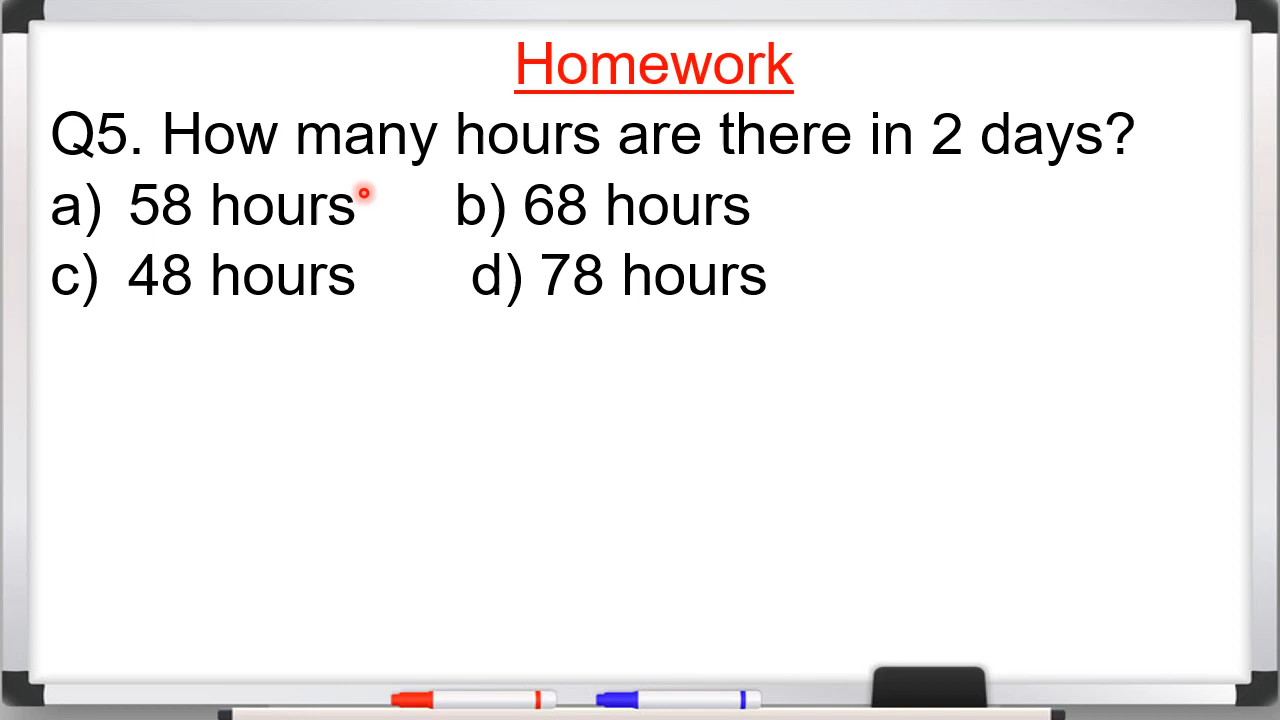 Homework
Q5. How many hours are there in 2 days?
a) 58 hours b) 68 hours
c) 48 hours d) 78 hours